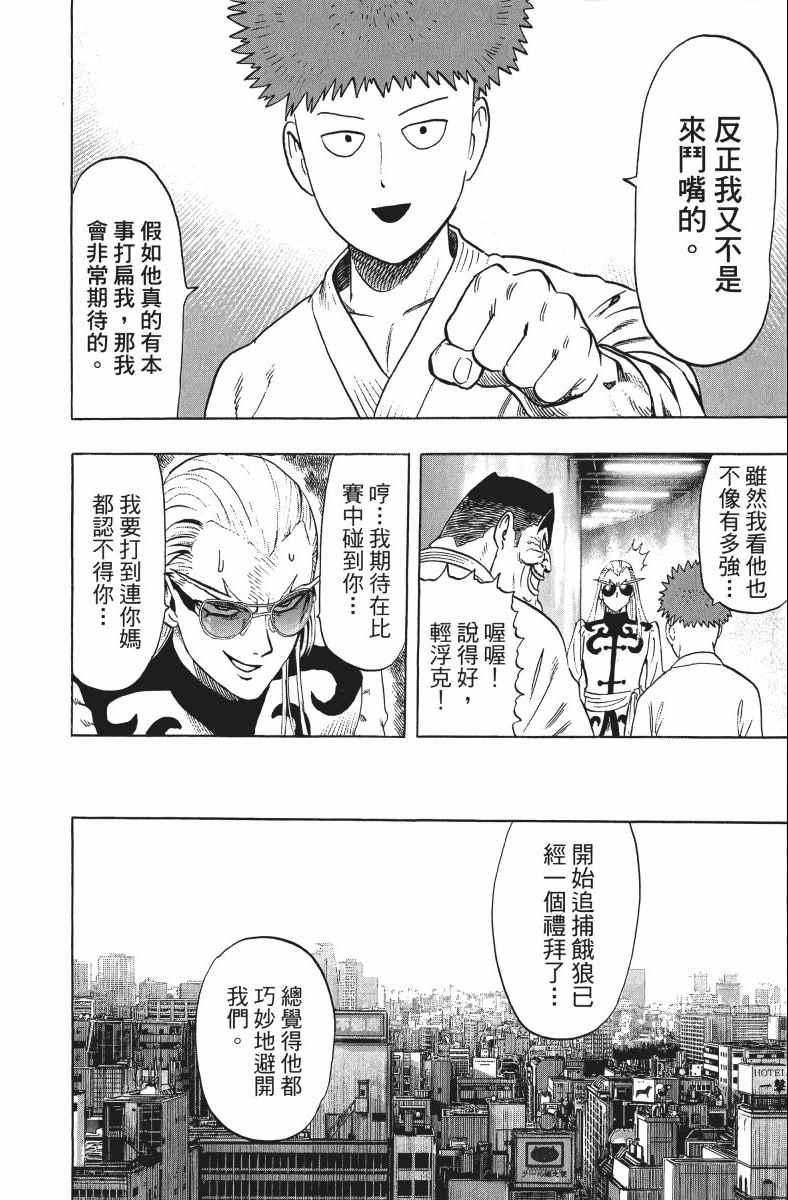 反正我又不是
來鬥嘴的。
假如他真的有本
事打扁我，那我
會非常期待的。
雖然我看他也
不像有多強…
喔喔！
說得好，
輕浮克！
哼…我期待在比
賽中碰到你…
我要打到連你媽
都認不得你…
開始追捕餓狼已
經一個禮拜了…
總覺得他都
巧妙地避開
我們。
HOTEL